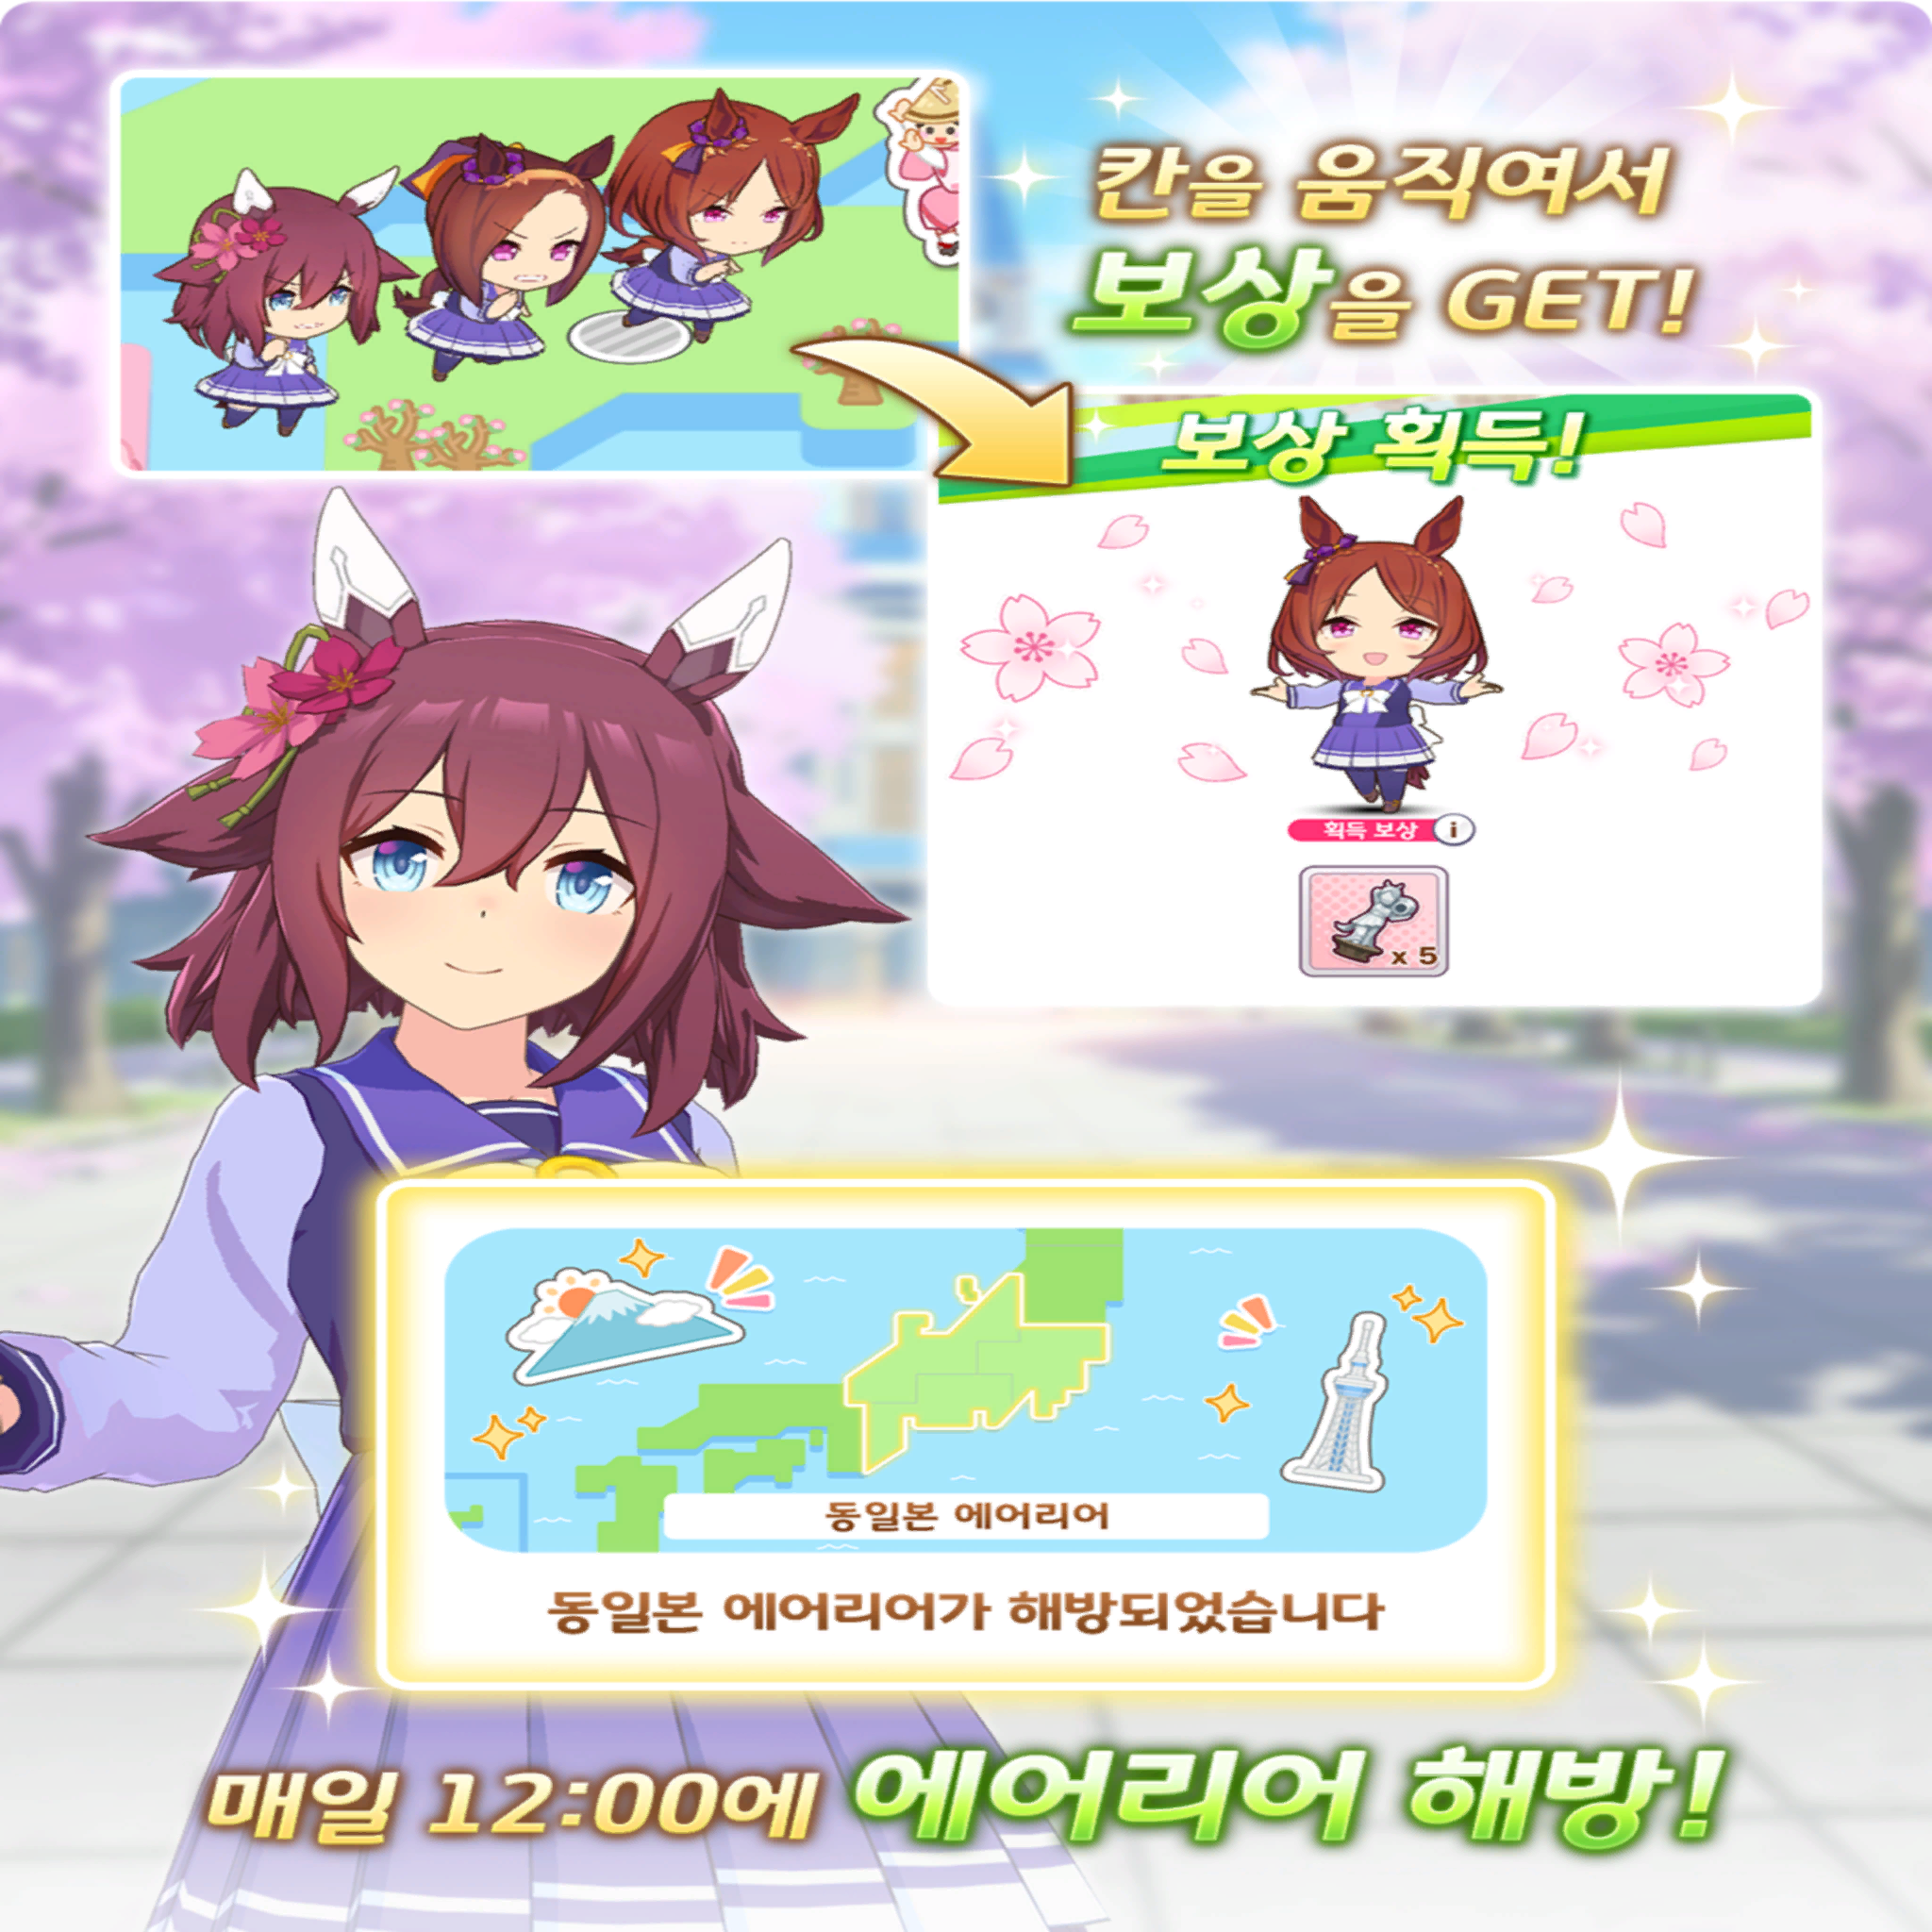 칸을 움직여서
보상을 GET!
보상 획득!
획득 보상 i
x 5
동일본 에어리어
동일본 에어리어가 해방되었습니다
매일 12:00에 에어리어 해방!